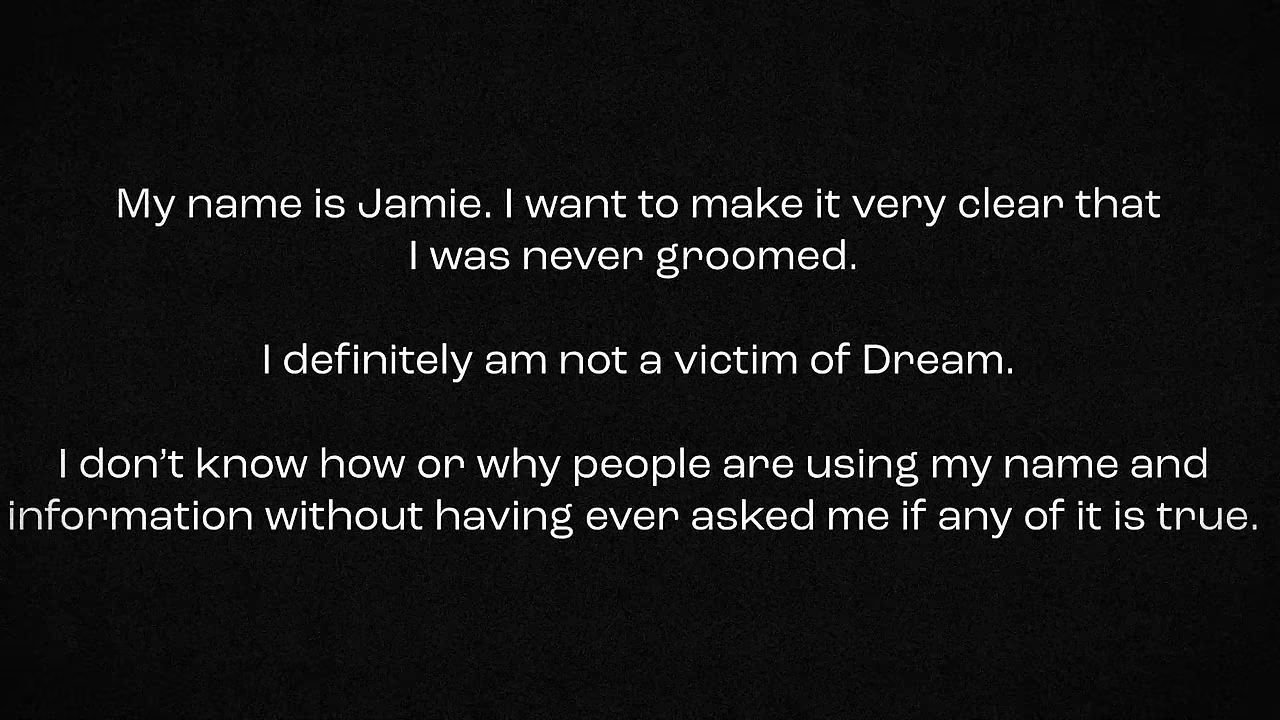 My name is Jamie. I want to make it very clear that
I was never groomed.
I definitely am not a victim of Dream.
I don’t know how or why people are using my name and
information without having ever asked me if any of it is true.